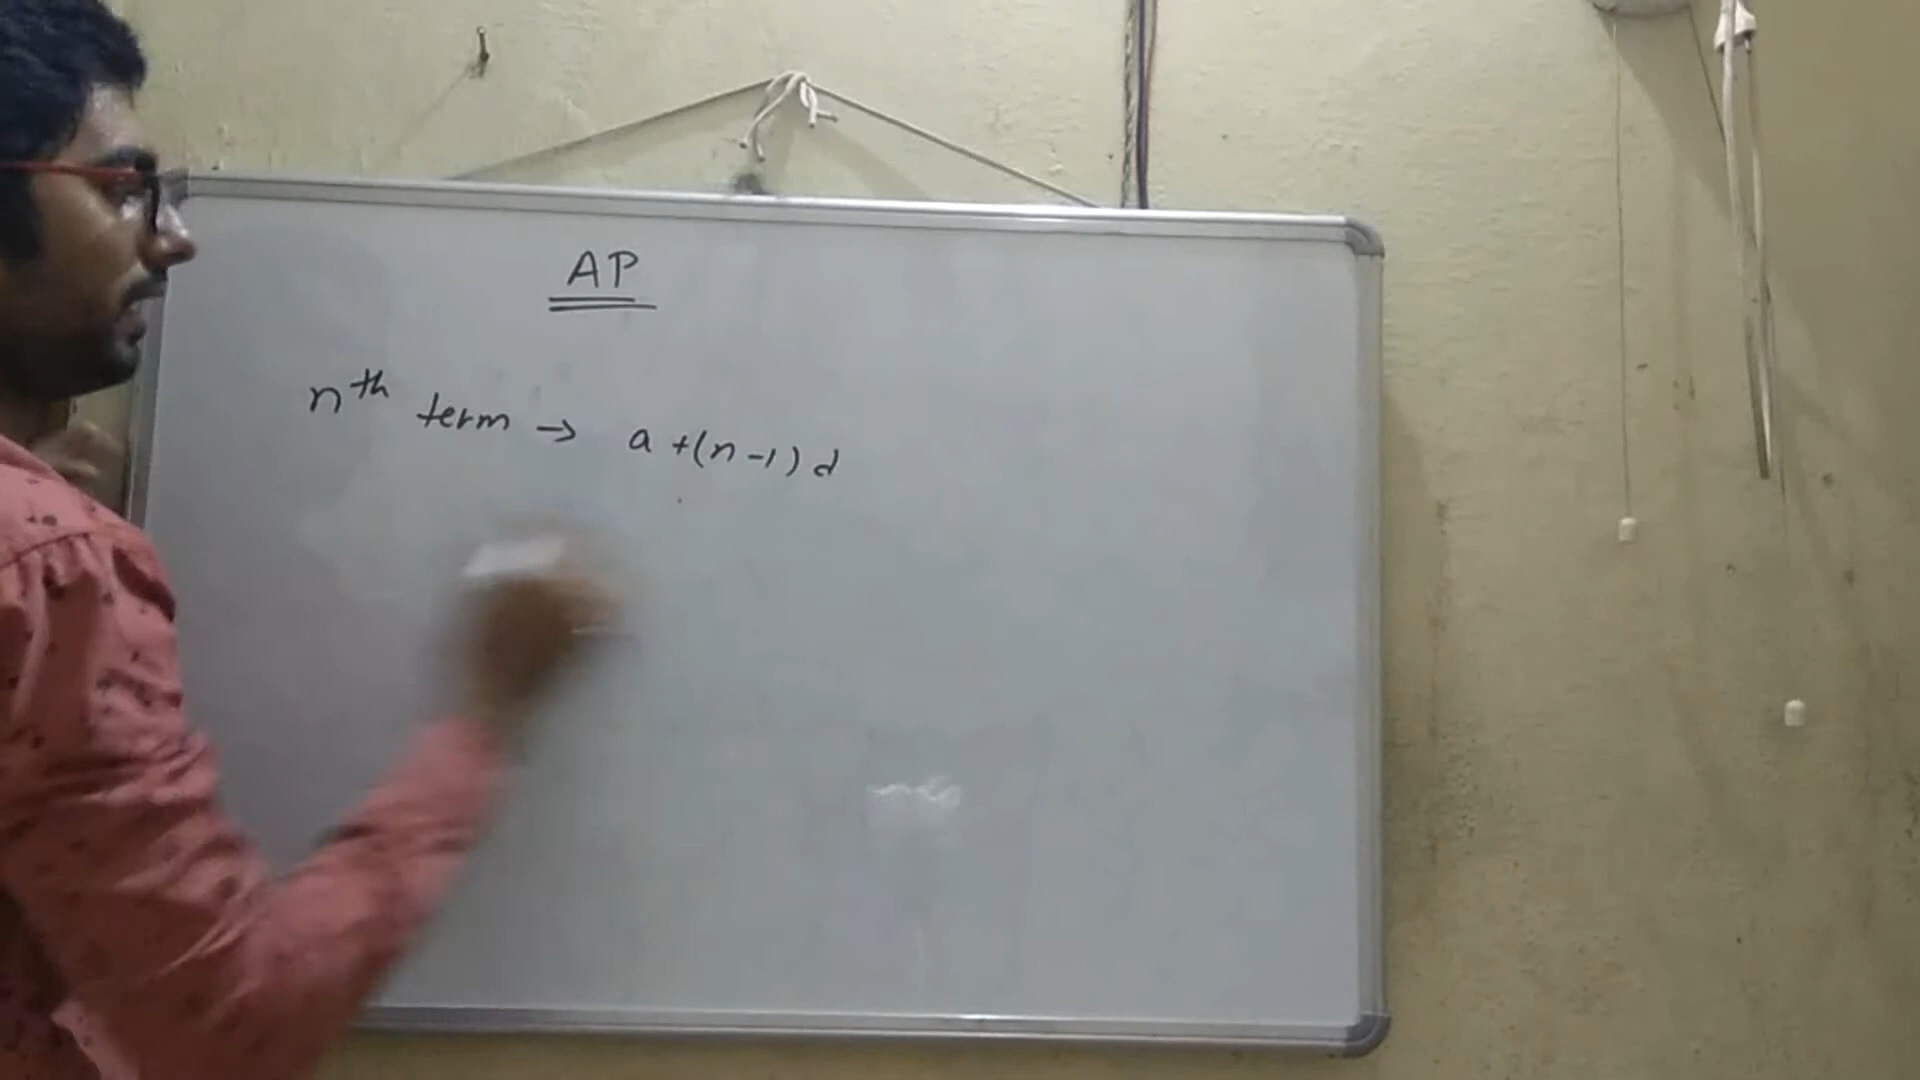 AP
nth term → a + (n - 1) d